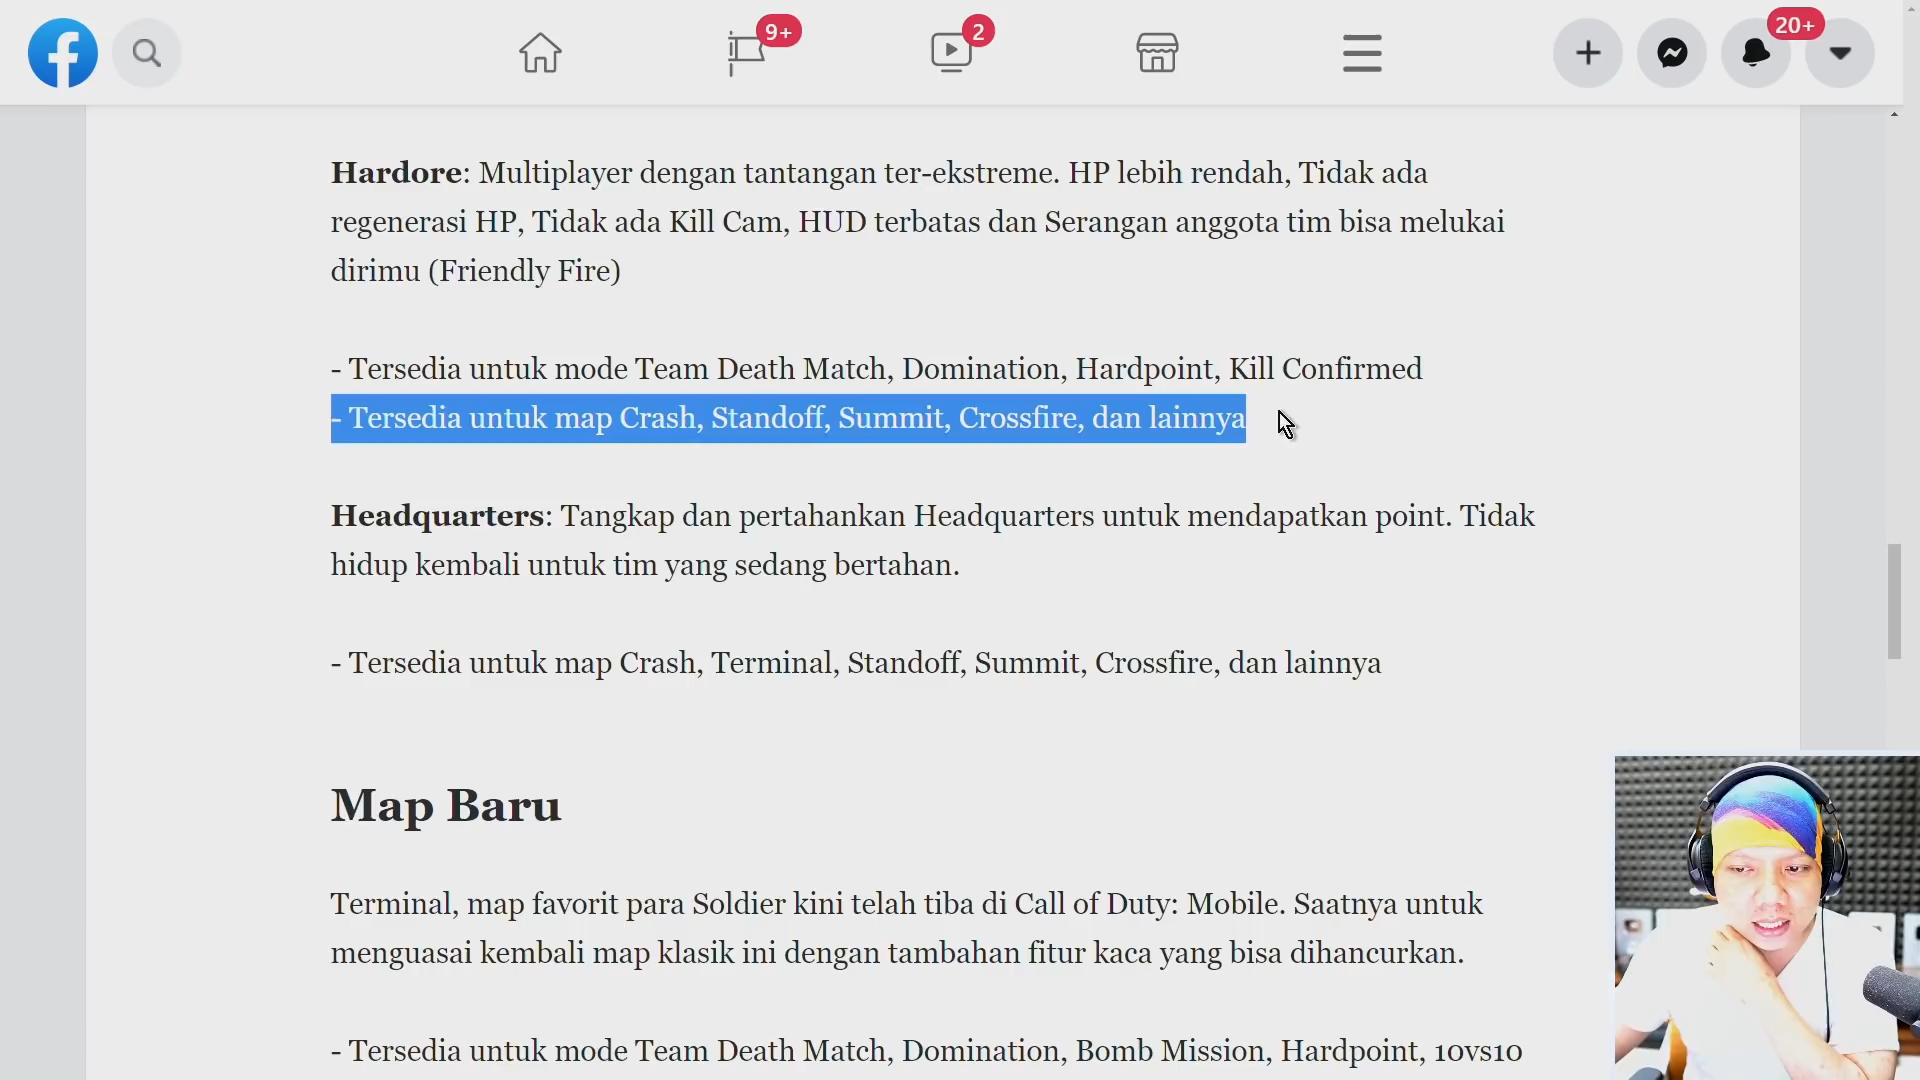 9+
2
20+
Hardore: Multiplayer dengan tantangan ter-ekstreme. HP lebih rendah, Tidak ada
regenerasi HP, Tidak ada Kill Cam, HUD terbatas dan Serangan anggota tim bisa melukai
dirimu (Friendly Fire)
- Tersedia untuk mode Team Death Match, Domination, Hardpoint, Kill Confirmed
- Tersedia untuk map Crash, Standoff, Summit, Crossfire, dan lainnya
Headquarters: Tangkap dan pertahankan Headquarters untuk mendapatkan point. Tidak
hidup kembali untuk tim yang sedang bertahan.
- Tersedia untuk map Crash, Terminal, Standoff, Summit, Crossfire, dan lainnya
Map Baru
Terminal, map favorit para Soldier kini telah tiba di Call of Duty: Mobile. Saatnya untuk
menguasai kembali map klasik ini dengan tambahan fitur kaca yang bisa dihancurkan.
- Tersedia untuk mode Team Death Match, Domination, Bomb Mission, Hardpoint, 10vs10